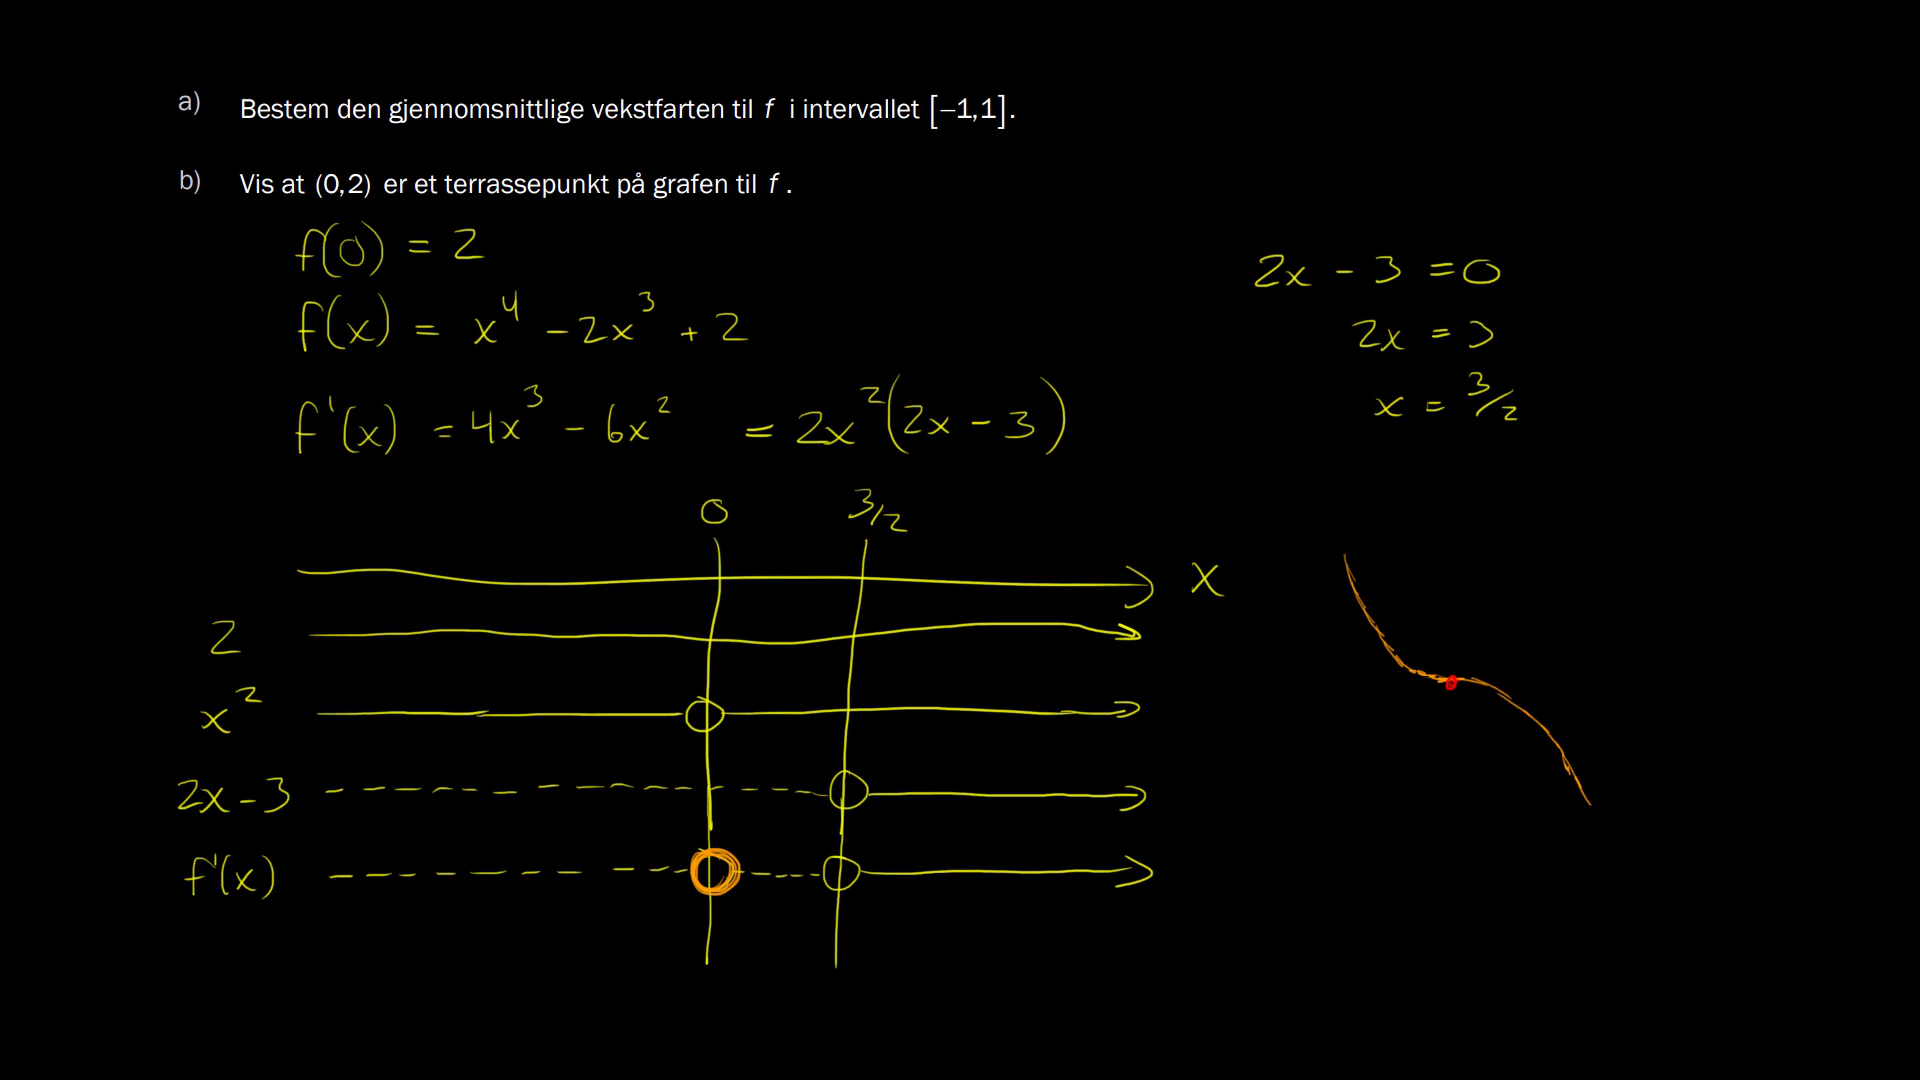 a) Bestem den gjennomsnittlige vekstfarten til f i intervallet [−1,1].
b) Vis at (0,2) er et terrassepunkt på grafen til f.
f(0) = 2
f(x) = x⁴ − 2x³ + 2
f'(x) = 4x³ − 6x² = 2x²(2x − 3)
2x − 3 = 0
2x = 3
x = 3/2
0 3/2
x
2
x²
2x − 3
f'(x)